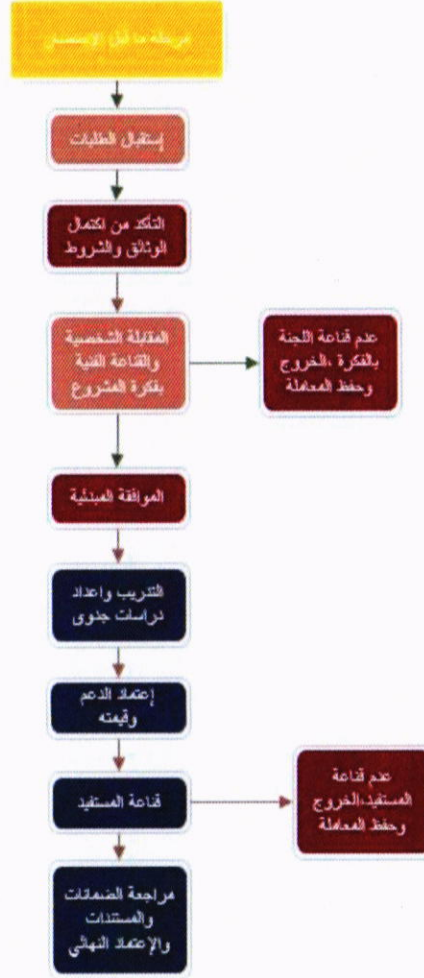 مرحلة ما قبل الإحتضان
إستقبال الطلبات
التأكد من اكتمال
الوثائق والشروط
المقابلة الشخصية
والقناعة الفنية
بفكرة المشروع
عدم قناعة اللجنة
بالفكرة ،الخروج
وحفظ المعاملة
الموافقة المبدئية
التدريب واعداد
دراسات جدوى
إعتماد الدعم
وقيمته
قناعة المستفيد
عدم قناعة
المستفيد،الخروج
وحفظ المعاملة
مراجعة الضمانات
والمستندات
والإعتماد النهائي